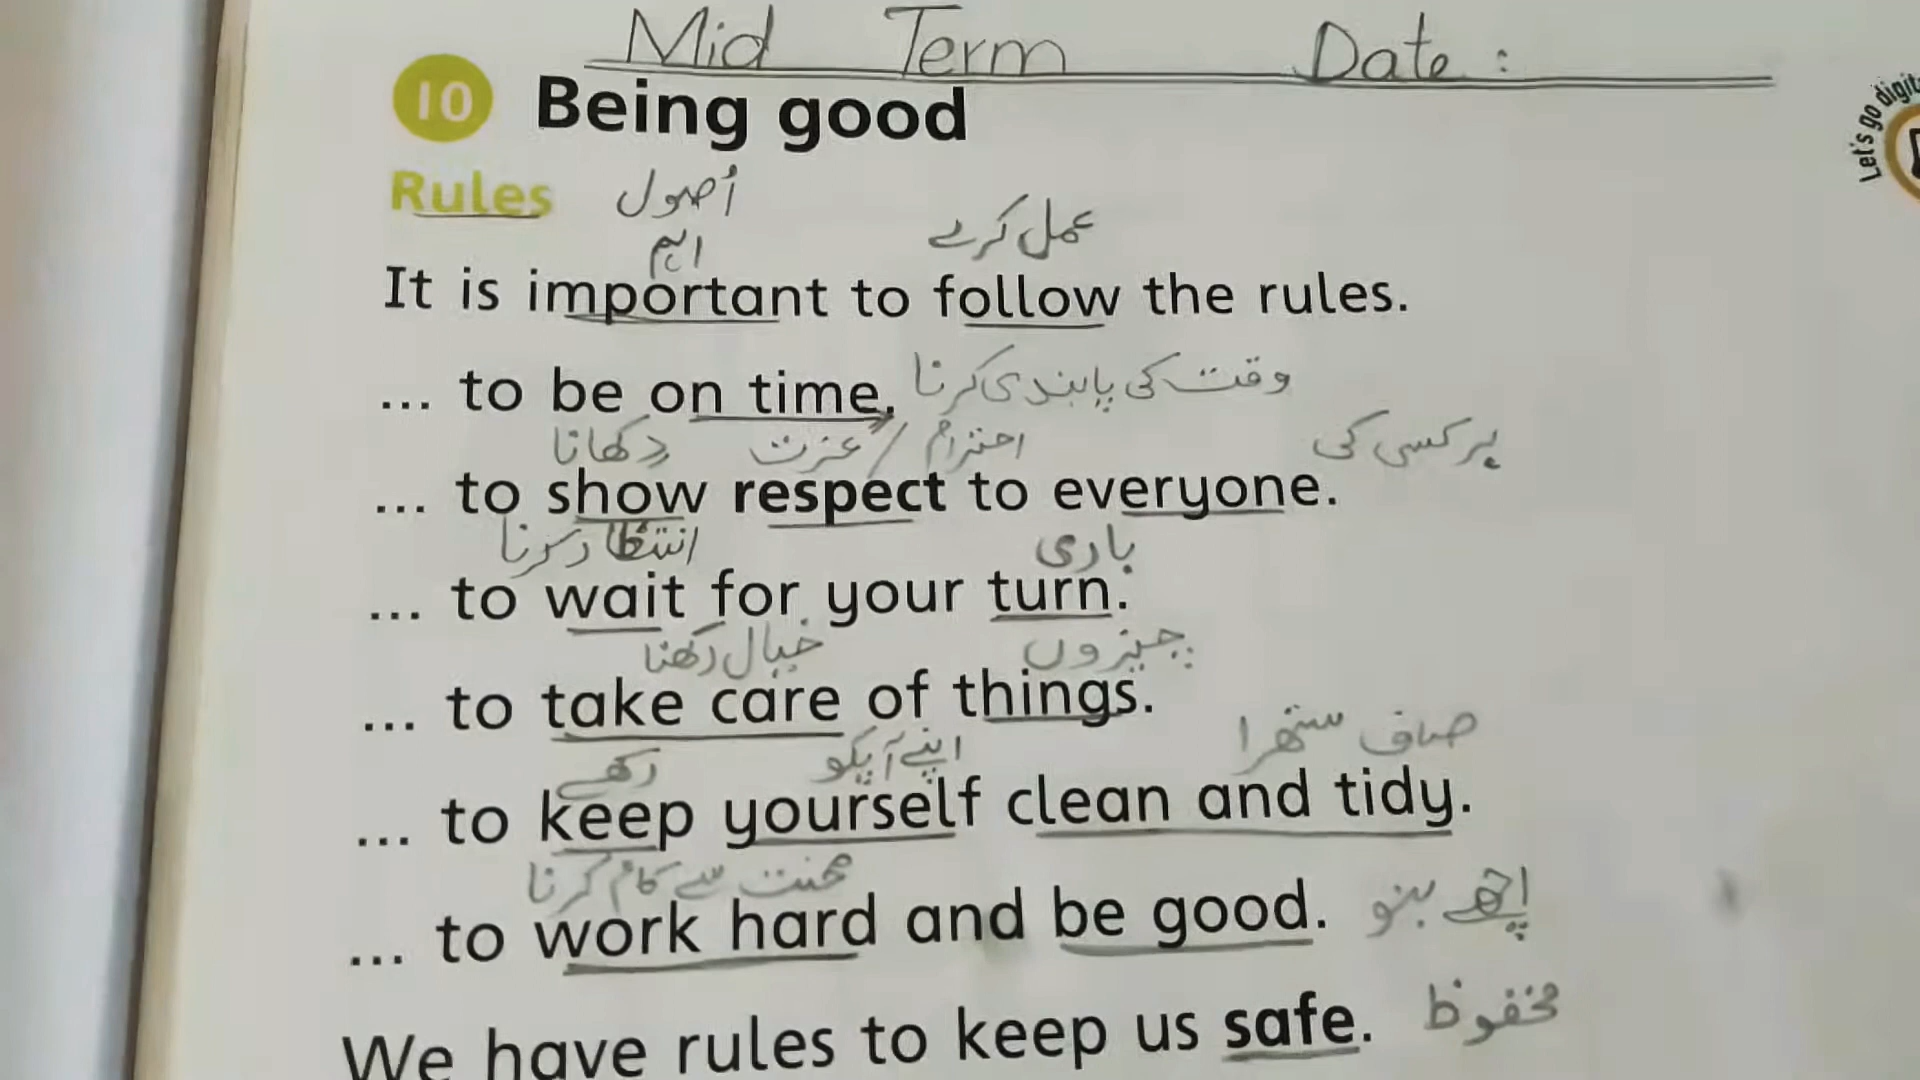 Mid Term Date :
10 Being good
Let's go digit
Rules اُصول
اہم عمل کرے
It is important to follow the rules.
... to be on time, وقت کی پابندی کرنا
دکھانا عزت / احترام ہر کسی کی
... to show respect to everyone.
انتظار کرنا باری
... to wait for your turn.
خیال رکھنا چیزوں
... to take care of things.
رکھے اپنے آپکو صاف ستھرا
... to keep yourself clean and tidy.
محنت سے کام کرنا
... to work hard and be good. اچھے بنو
We have rules to keep us safe. محفوظ